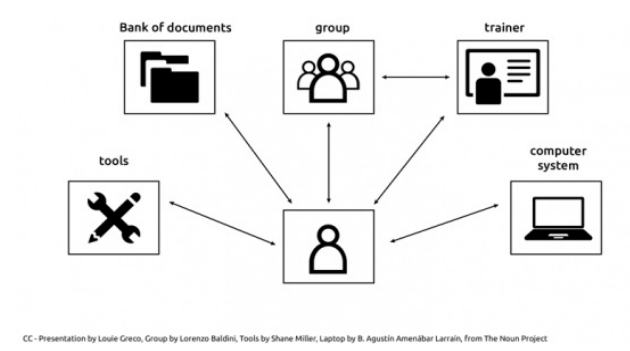 Bank of documents
group
trainer
tools
computer
system
CC - Presentation by Louie Greco, Group by Lorenzo Baldini, Tools by Shane Miller, Laptop by B. Agustín Amenábar Larraín, from The Noun Project